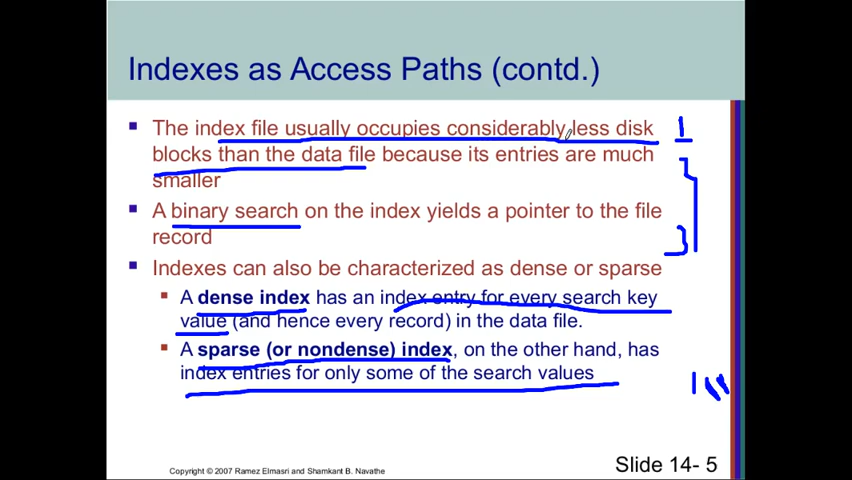 Indexes as Access Paths (contd.)
The index file usually occupies considerably less disk
blocks than the data file because its entries are much
smaller
A binary search on the index yields a pointer to the file
record
Indexes can also be characterized as dense or sparse
A dense index has an index entry for every search key
value (and hence every record) in the data file.
A sparse (or nondense) index, on the other hand, has
index entries for only some of the search values
Copyright © 2007 Ramez Elmasri and Shamkant B. Navathe
Slide 14- 5